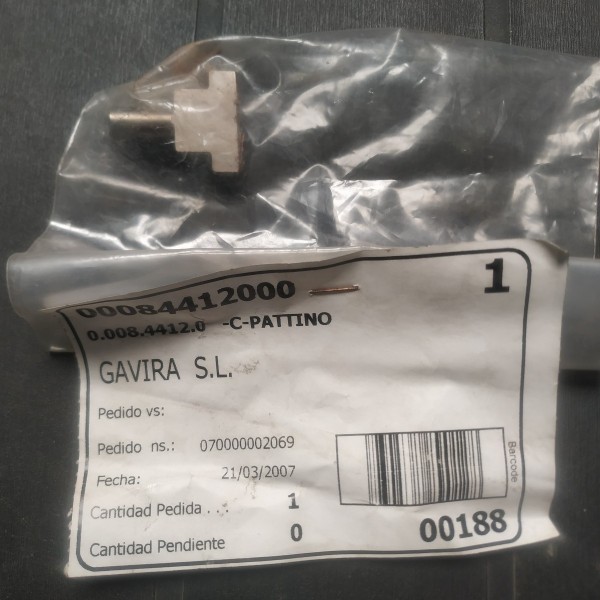 00084412000 1
0.008.4412.0 -C-PATTINO
GAVIRA S.L.
Pedido vs:
Pedido ns.: 070000002069
Fecha: 21/03/2007
Cantidad Pedida . . 1
Cantidad Pendiente 0
Barcode
00188